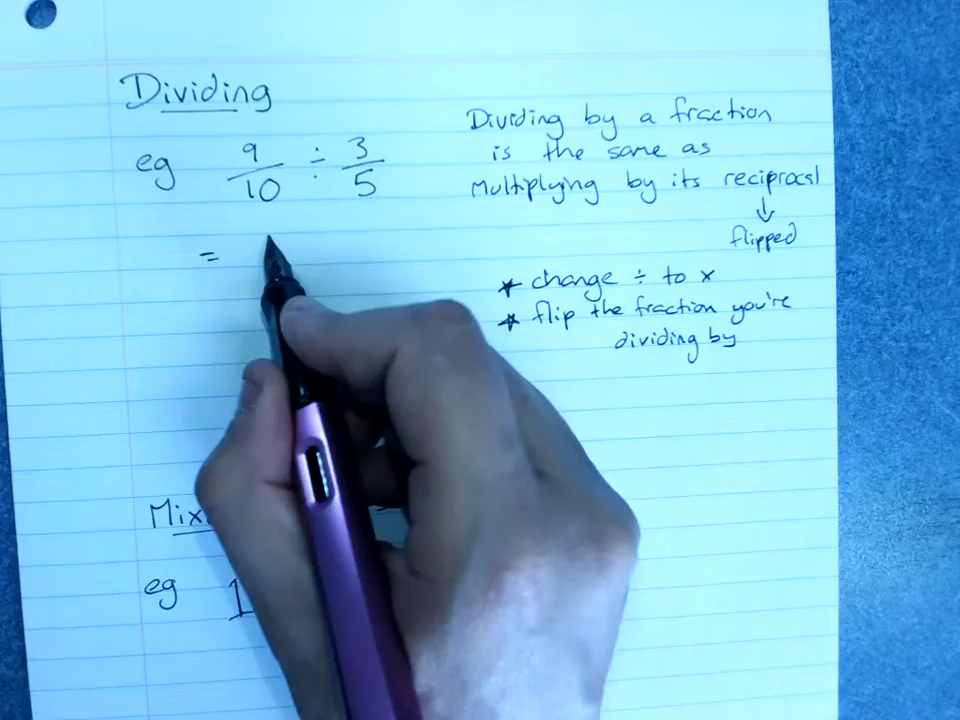 Dividing
eg 9/10 ÷ 3/5
=
Dividing by a fraction
is the same as
Multiplying by its reciprocal
↓
flipped
* change ÷ to ×
* flip the fraction you're
dividing by
eg 1